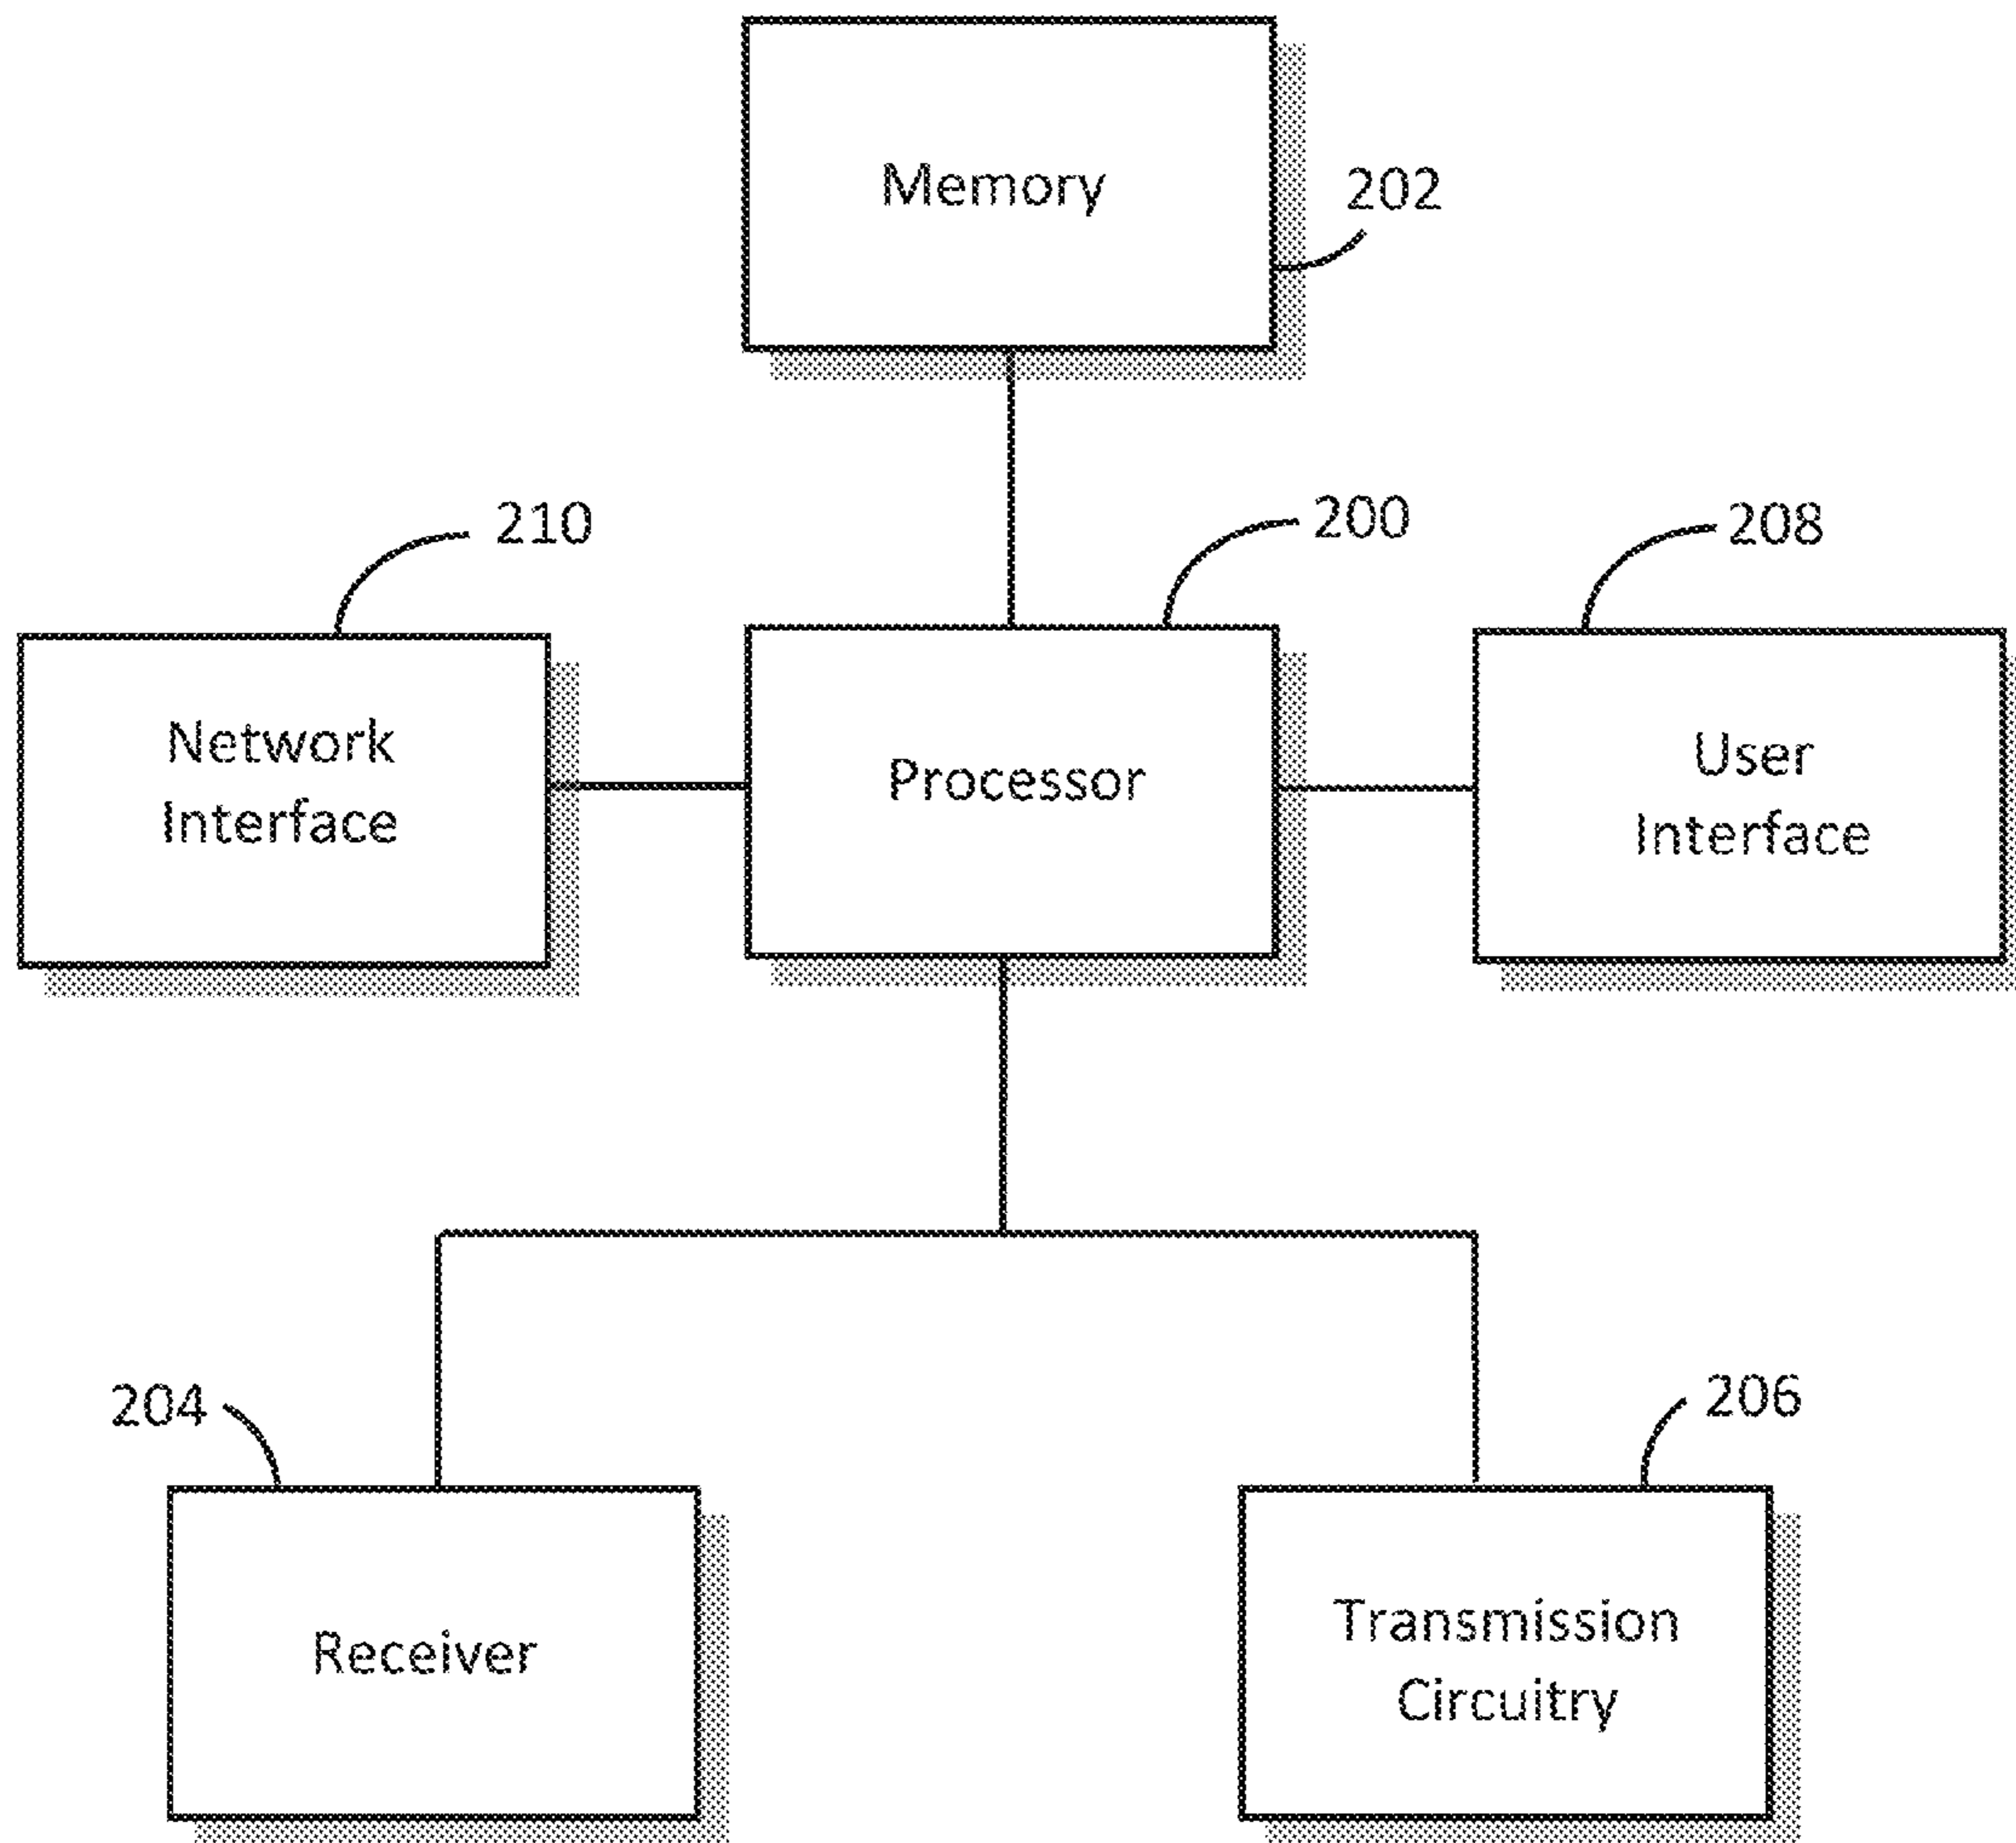 Memory
202
210
200
208
Network
Interface
Processor
User
Interface
204
206
Receiver
Transmission
Circuitry